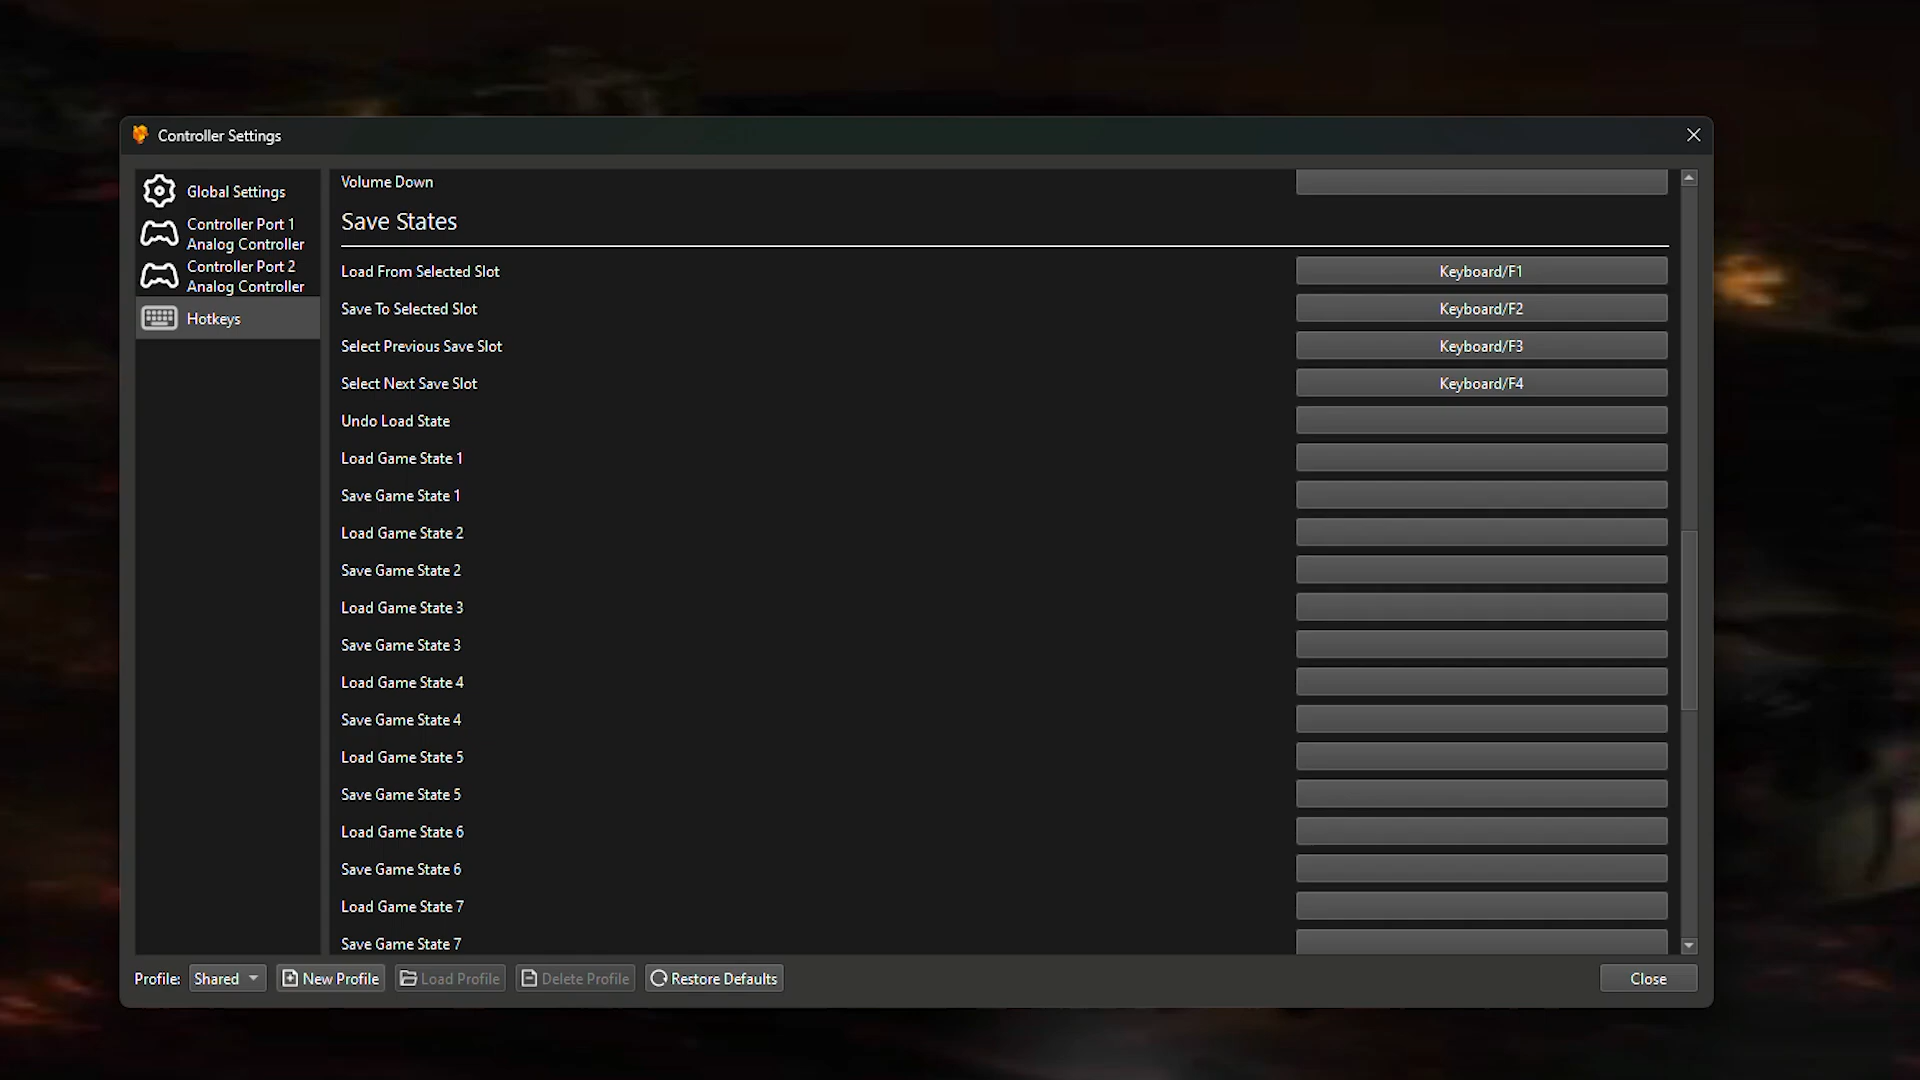 Controller Settings
Global Settings
Controller Port 1
Analog Controller
Controller Port 2
Analog Controller
Hotkeys
Volume Down
Save States
Load From Selected Slot Keyboard/F1
Save To Selected Slot Keyboard/F2
Select Previous Save Slot Keyboard/F3
Select Next Save Slot Keyboard/F4
Undo Load State
Load Game State 1
Save Game State 1
Load Game State 2
Save Game State 2
Load Game State 3
Save Game State 3
Load Game State 4
Save Game State 4
Load Game State 5
Save Game State 5
Load Game State 6
Save Game State 6
Load Game State 7
Save Game State 7
Profile: Shared New Profile Load Profile Delete Profile Restore Defaults Close